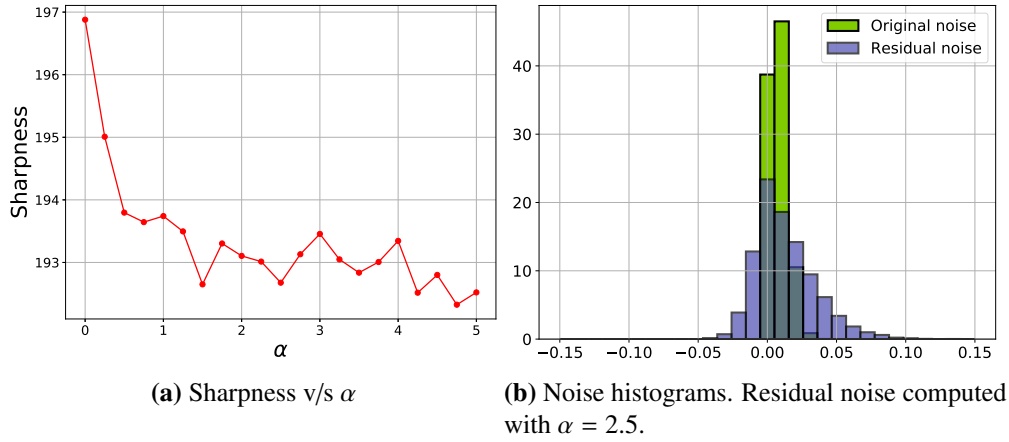 197
196
195
194
193
Sharpness
0 1 2 3 4 5
α
Original noise
Residual noise
40
30
20
10
0
−0.15 −0.10 −0.05 0.00 0.05 0.10 0.15
(a) Sharpness v/s α
(b) Noise histograms. Residual noise computed
with α = 2.5.